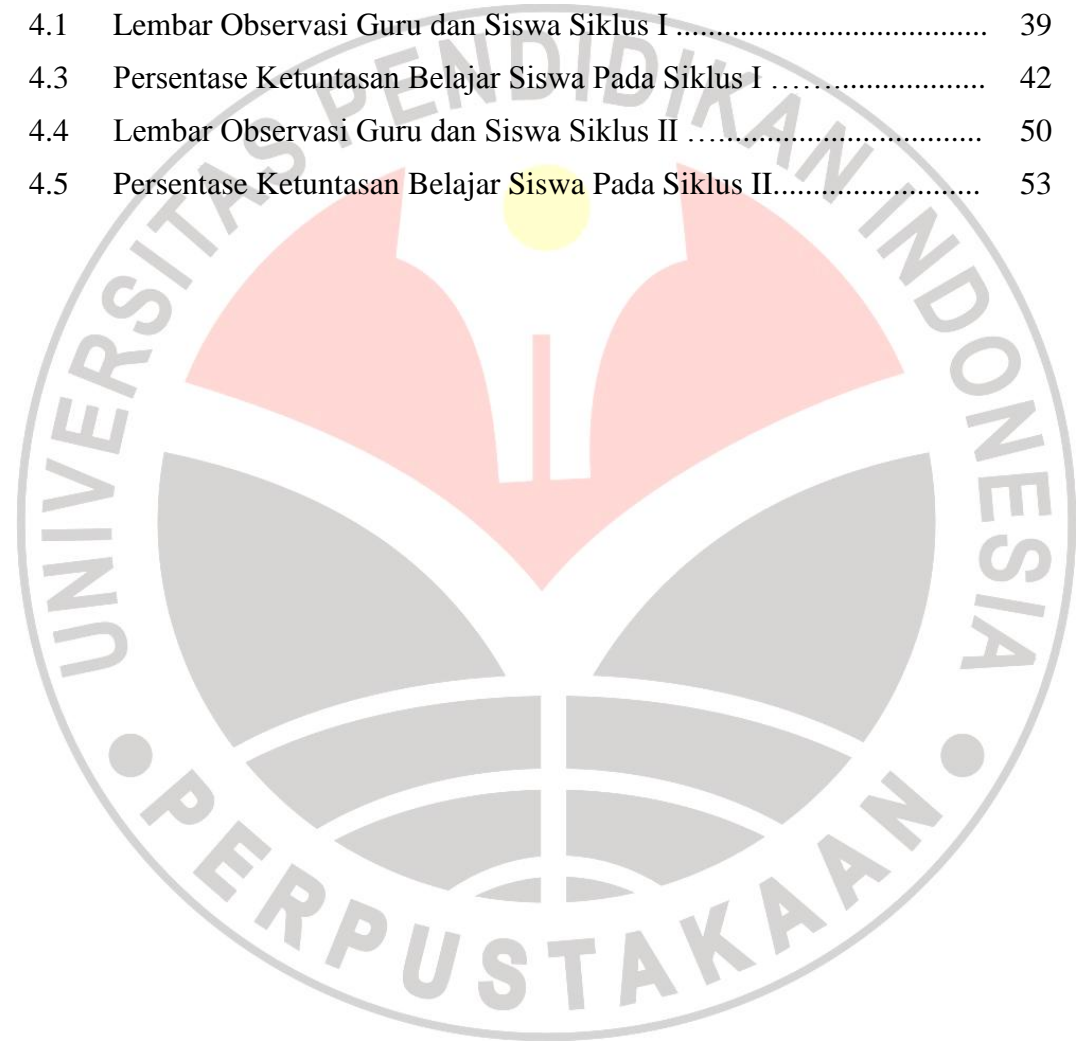 4.1 Lembar Observasi Guru dan Siswa Siklus I ....................................... 39
4.3 Persentase Ketuntasan Belajar Siswa Pada Siklus I ……..................... 42
4.4 Lembar Observasi Guru dan Siswa Siklus II ….................................. 50
4.5 Persentase Ketuntasan Belajar Siswa Pada Siklus II.......................... 53
UNIVERSITAS PENDIDIKAN INDONESIA
PERPUSTAKAAN